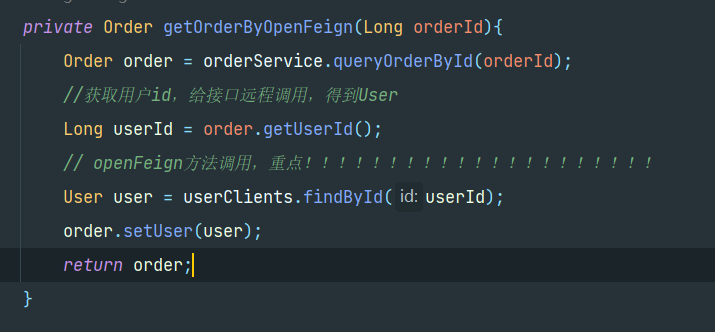 private Order getOrderByOpenFeign(Long orderId){
Order order = orderService.queryOrderById(orderId);
//获取用户id，给接口远程调用，得到User
Long userId = order.getUserId();
// openFeign方法调用，重点！！！！！！！！！！！！！！！！！！！！！
User user = userClients.findById( id: userId);
order.setUser(user);
return order;
}